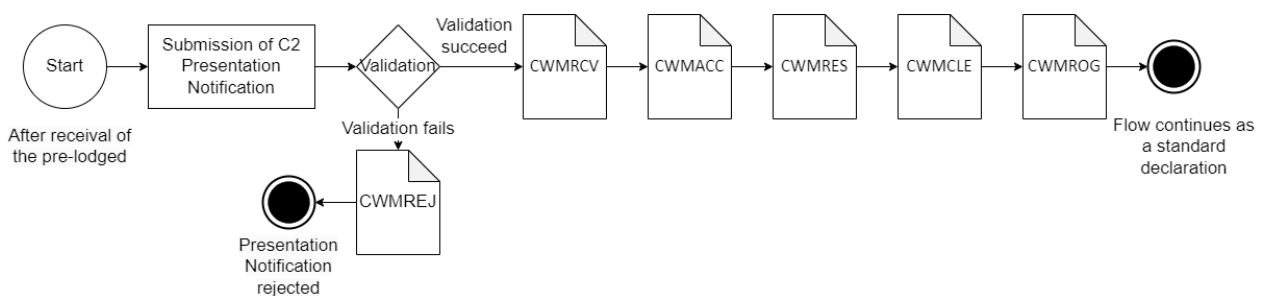 Start
After receival of
the pre-lodged
Submission of C2
Presentation
Notification
Validation
Validation
succeed
CWMRCV
CWMACC
CWMRES
CWMCLE
CWMROG
Flow continues as
a standard
declaration
Validation fails
CWMREJ
Presentation
Notification
rejected